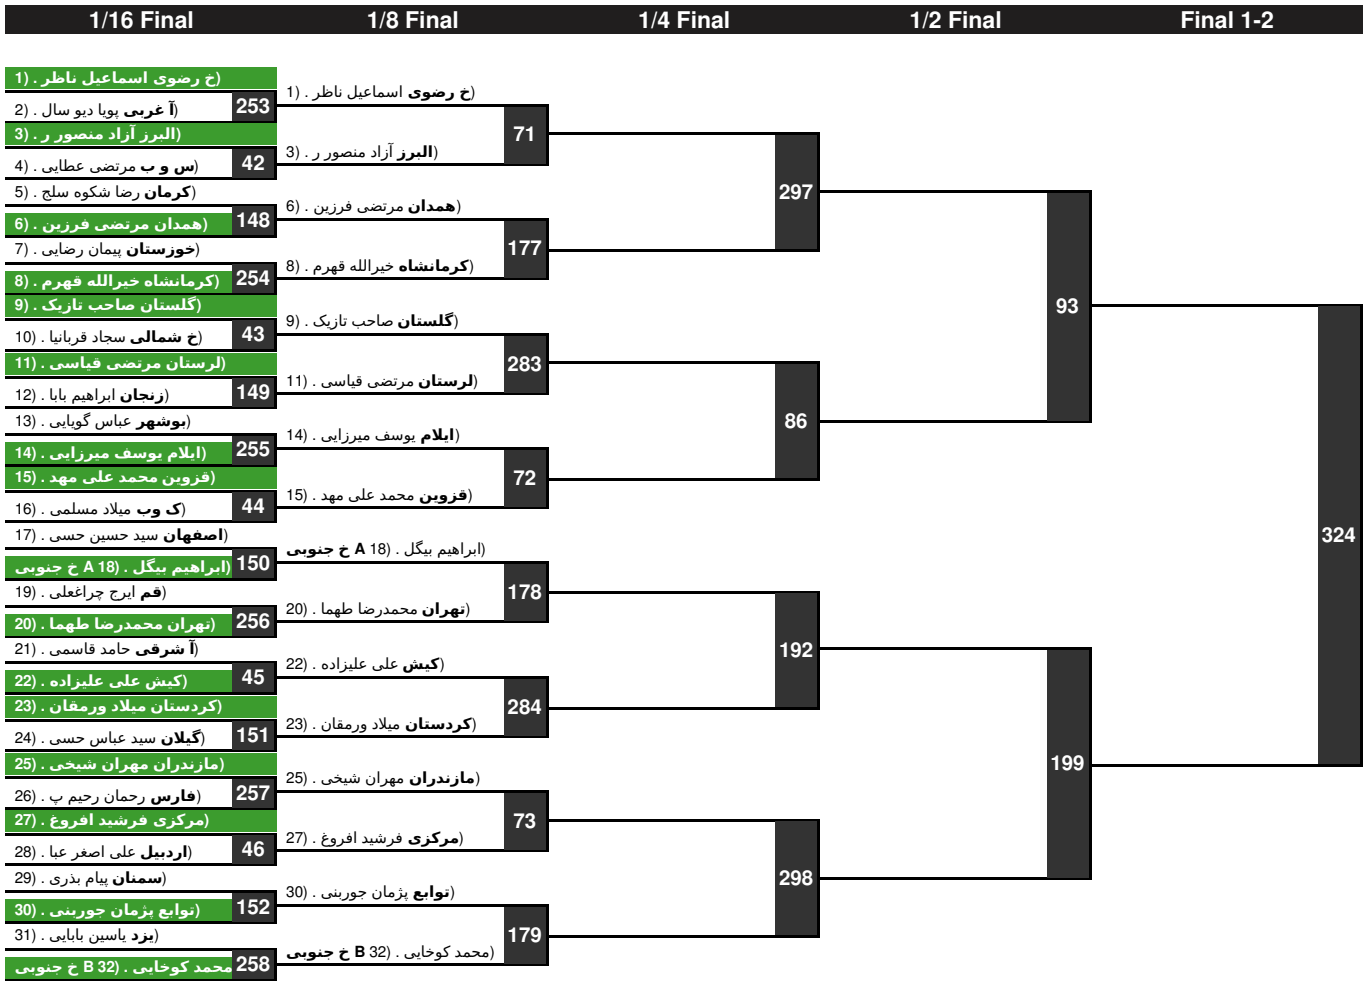 1/16 Final
1/8 Final
1/4 Final
1/2 Final
Final 1-2
1) . خ رضوی اسماعیل ناظر)
2) . آ غربی پویا دیو سال)
253
3) . البرز آزاد منصور ر)
4) . س و ب مرتضی عطایی)
42
5) . کرمان رضا شکوه سلج)
6) . همدان مرتضی فرزین)
148
7) . خوزستان پیمان رضایی)
8) . کرمانشاه خیرالله قهرم)
254
9) . گلستان صاحب تازیک)
10) . خ شمالی سجاد قربانیا)
43
11) . لرستان مرتضی قیاسی)
12) . زنجان ابراهیم بابا)
149
13) . بوشهر عباس گویایی)
14) . ایلام یوسف میرزایی)
255
15) . قزوین محمد علی مهد)
16) . ک وب میلاد مسلمی)
44
17) . اصفهان سید حسین حسی)
خ جنوبی A 18) . ابراهیم بیگل)
150
19) . قم ایرج چراغعلی)
20) . تهران محمدرضا طهما)
256
21) . آ شرقی حامد قاسمی)
22) . کیش علی علیزاده)
45
23) . کردستان میلاد ورمقان)
24) . گیلان سید عباس حسی)
151
25) . مازندران مهران شیخی)
26) . فارس رحمان رحیم پ)
257
27) . مرکزی فرشید افروغ)
28) . اردبیل علی اصغر عبا)
46
29) . سمنان پیام بذری)
30) . توابع پژمان جوربنی)
152
31) . یزد یاسین بابایی)
خ جنوبی B 32) . محمد کوخایی
258
1) . خ رضوی اسماعیل ناظر)
3) . البرز آزاد منصور ر)
71
6) . همدان مرتضی فرزین)
8) . کرمانشاه خیرالله قهرم)
177
9) . گلستان صاحب تازیک)
11) . لرستان مرتضی قیاسی)
283
14) . ایلام یوسف میرزایی)
15) . قزوین محمد علی مهد)
72
خ جنوبی A 18) . ابراهیم بیگل)
20) . تهران محمدرضا طهما)
178
22) . کیش علی علیزاده)
23) . کردستان میلاد ورمقان)
284
25) . مازندران مهران شیخی)
27) . مرکزی فرشید افروغ)
73
30) . توابع پژمان جوربنی)
خ جنوبی B 32) . محمد کوخایی)
179
297
86
192
298
93
199
324